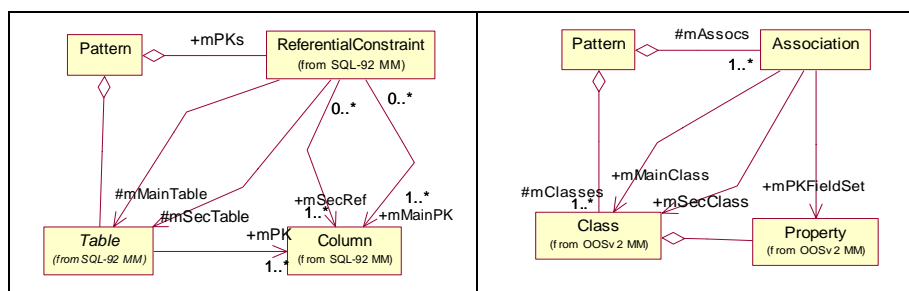 Pattern
+mPKs
ReferentialConstraint
(from SQL-92 MM)
0..*
0..*
#mMainTable
#mSecTable
+mSecRef
1..*
1..*
+mMainPK
Table
(from SQL-92 MM)
+mPK
1..*
Column
(from SQL-92 MM)
Pattern
#mAssocs
1..*
Association
+mMainClass
+mPKFieldSet
#mClasses
1..*
+mSecClass
Class
(from OOSv2 MM)
Property
(from OOSv2 MM)